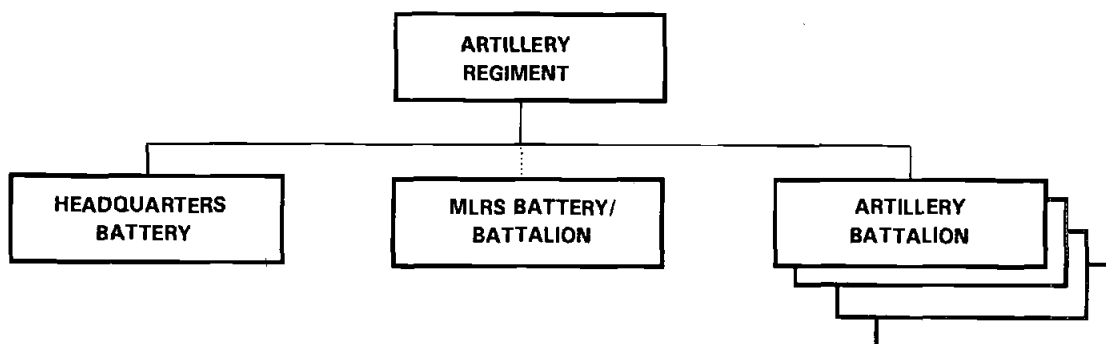 ARTILLERY
REGIMENT
HEADQUARTERS
BATTERY
MLRS BATTERY/
BATTALION
ARTILLERY
BATTALION